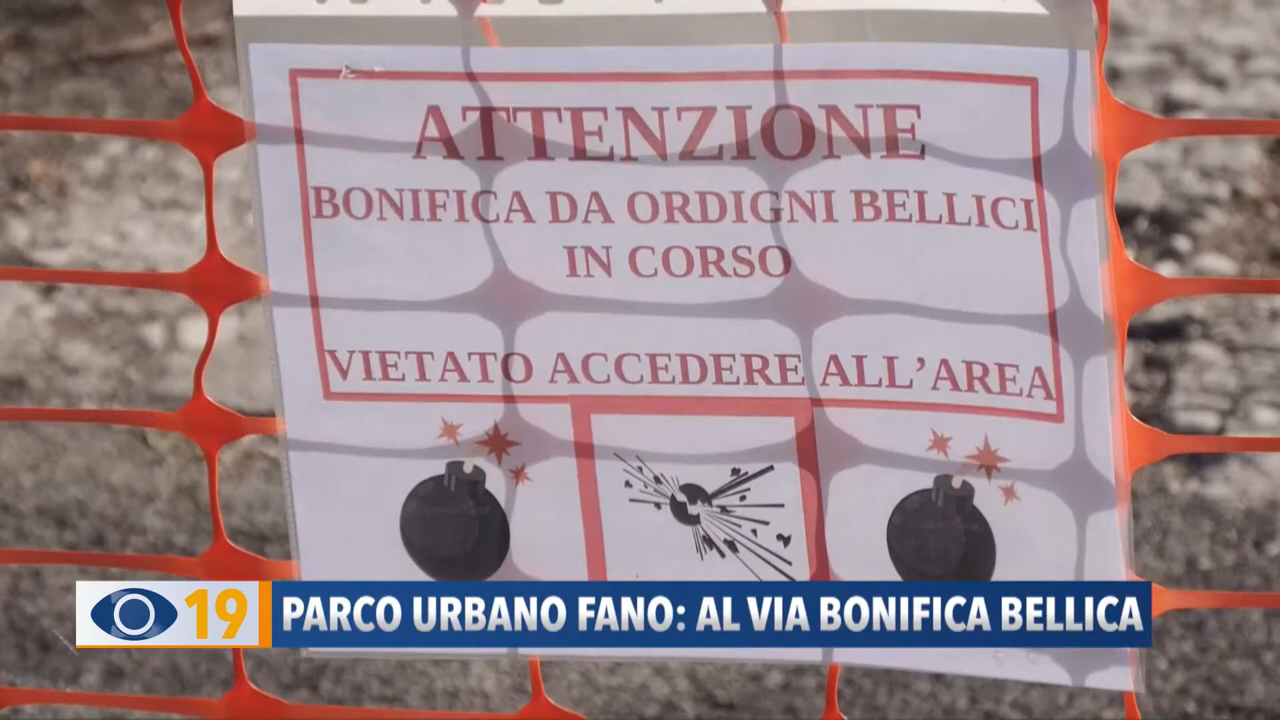 ATTENZIONE
BONIFICA DA ORDIGNI BELLICI
IN CORSO
VIETATO ACCEDERE ALL’AREA
19 PARCO URBANO FANO: AL VIA BONIFICA BELLICA